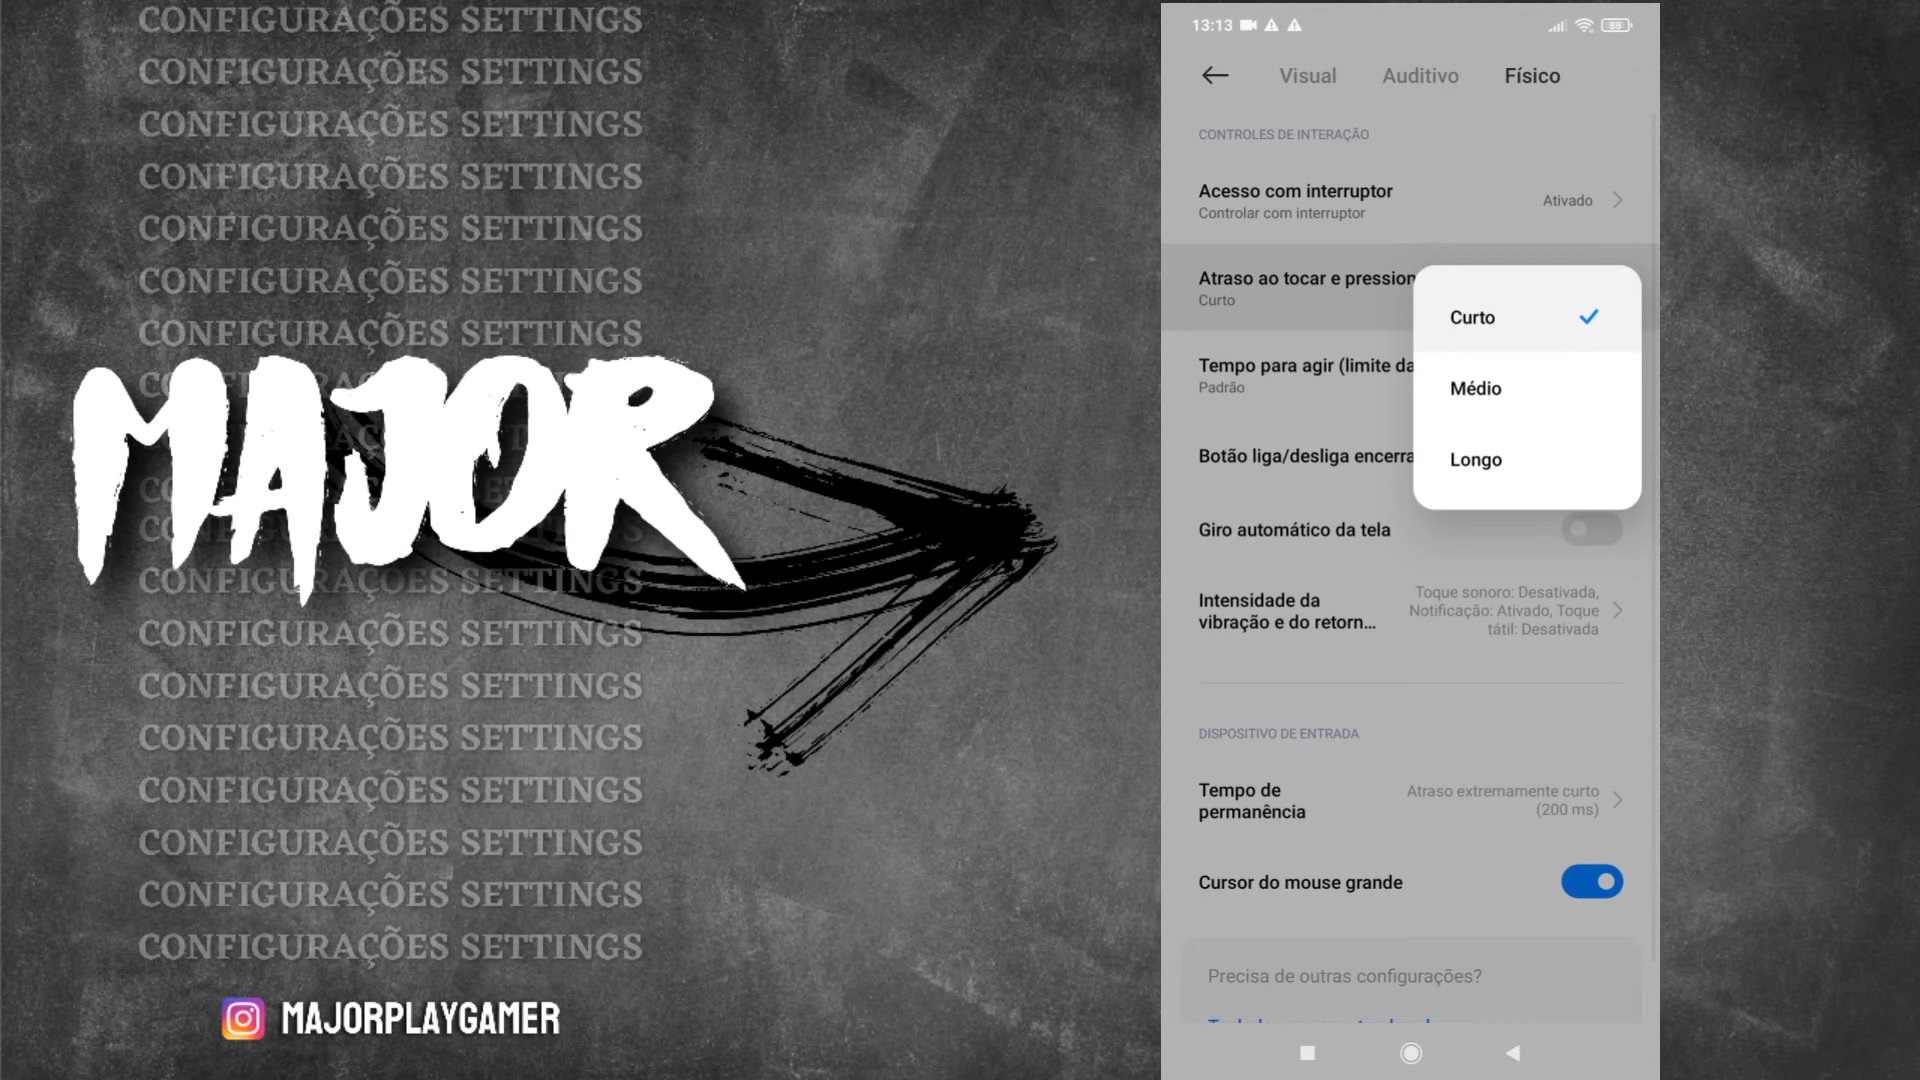 CONFIGURAÇÕES SETTINGS
CONFIGURAÇÕES SETTINGS
CONFIGURAÇÕES SETTINGS
CONFIGURAÇÕES SETTINGS
CONFIGURAÇÕES SETTINGS
CONFIGURAÇÕES SETTINGS
CONFIGURAÇÕES SETTINGS
MAJOR
CONFIGURAÇÕES SETTINGS
CONFIGURAÇÕES SETTINGS
CONFIGURAÇÕES SETTINGS
CONFIGURAÇÕES SETTINGS
CONFIGURAÇÕES SETTINGS
CONFIGURAÇÕES SETTINGS
CONFIGURAÇÕES SETTINGS
CONFIGURAÇÕES SETTINGS
MAJORPLAYGAMER
13:13
88
Visual Auditivo Físico
CONTROLES DE INTERAÇÃO
Acesso com interruptor
Controlar com interruptor
Ativado
Atraso ao tocar e pression
Curto
Tempo para agir (limite da
Padrão
Botão liga/desliga encerra
Curto
Médio
Longo
Giro automático da tela
Intensidade da
vibração e do retorn...
Toque sonoro: Desativada,
Notificação: Ativado, Toque
tátil: Desativada
DISPOSITIVO DE ENTRADA
Tempo de
permanência
Atraso extremamente curto
(200 ms)
Cursor do mouse grande
Precisa de outras configurações?